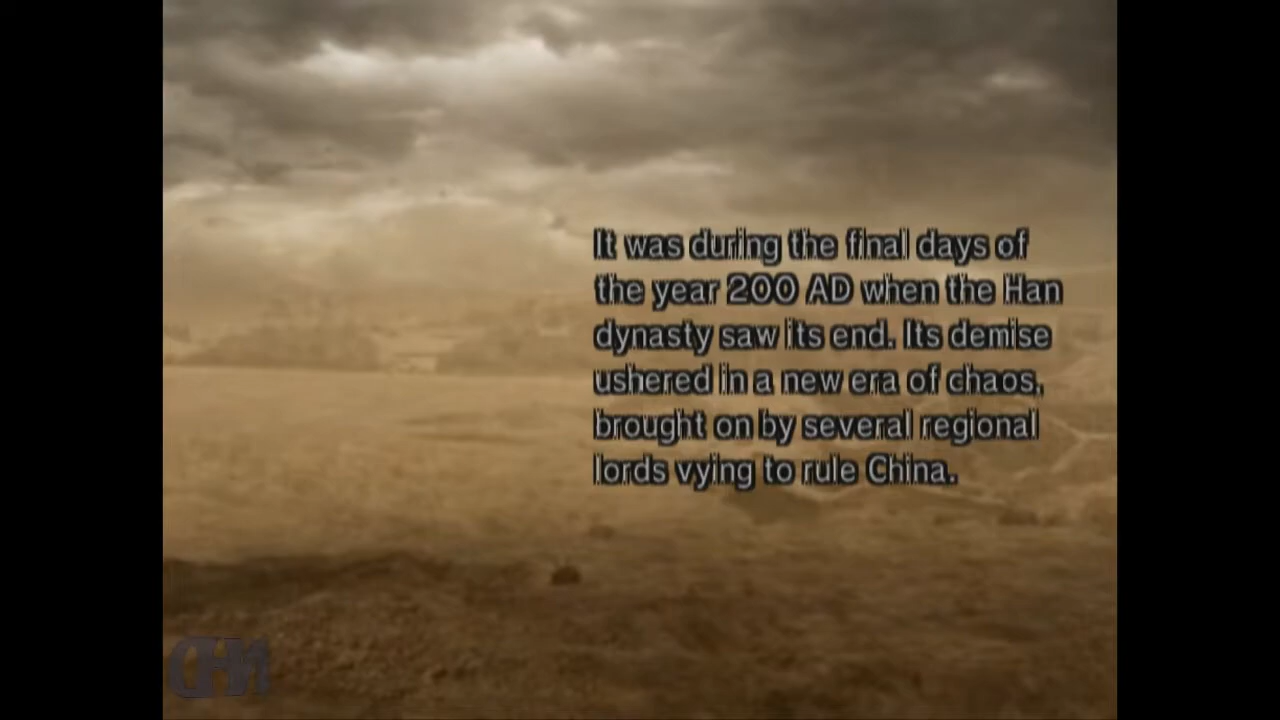 It was during the final days of
the year 200 AD when the Han
dynasty saw its end. Its demise
ushered in a new era of chaos,
brought on by several regional
lords vying to rule China.